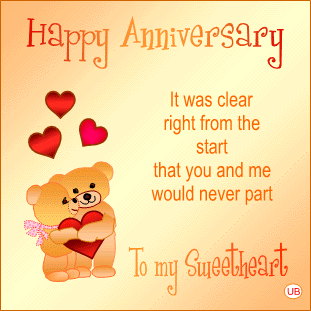 Happy Anniversary
It was clear
right from the
start
that you and me
would never part
To my Sweetheart
UB